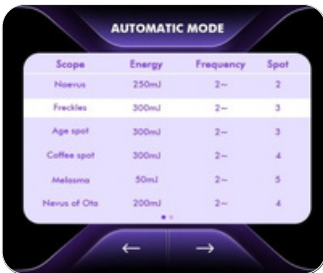 AUTOMATIC MODE
Scope Energy Frequency Spot
Naevus 250mJ 2~ 2
Freckles 300mJ 2~ 3
Age spot 300mJ 2~ 3
Coffee spot 300mJ 2~ 4
Melasma 50mJ 2~ 5
Nevus of Ota 200mJ 2~ 4
← →